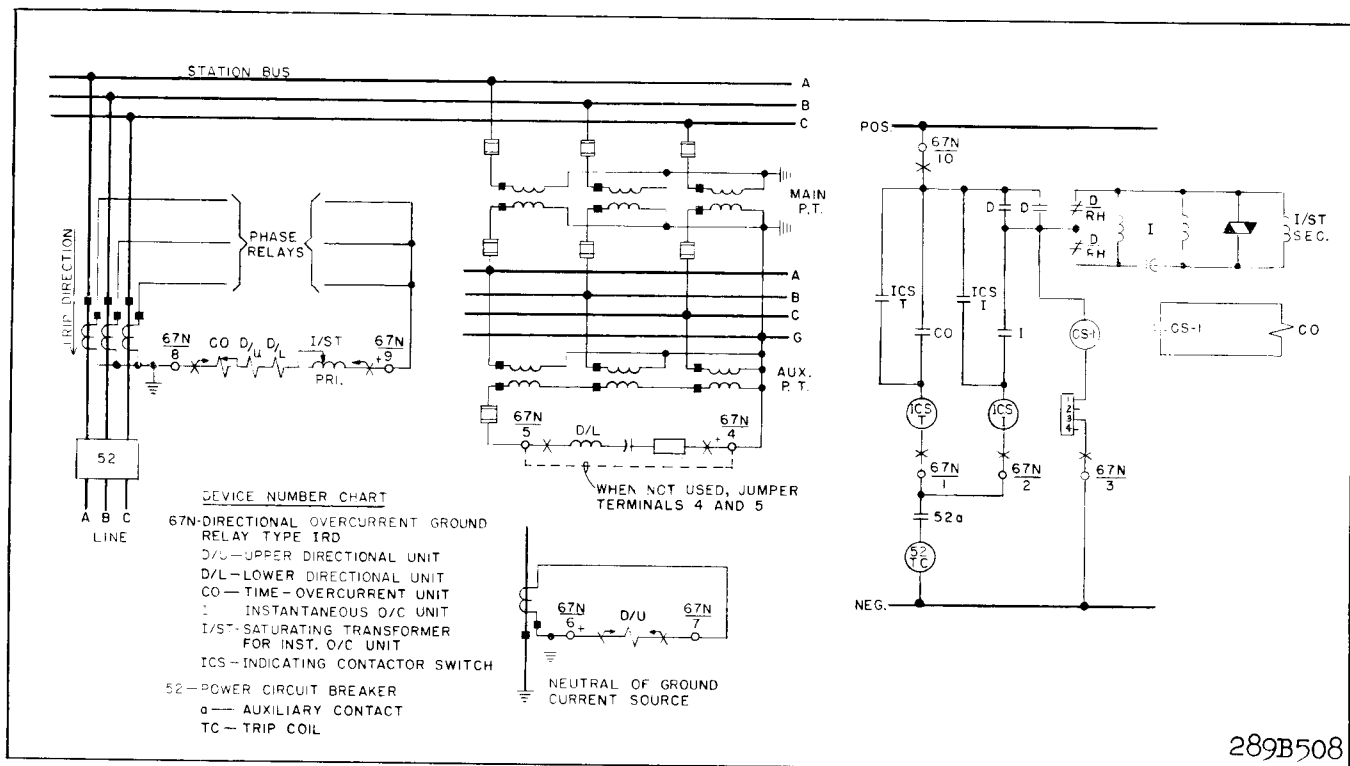 STATION BUS
A
B
C
MAIN
P.T.
PHASE
RELAYS
TRIP DIRECTION
67N
8
CO
D/U
D/L
I/ST
PRI.
67N
+9
A
B
C
G
AUX.
P.T.
67N
5
D/L
67N
+4
WHEN NOT USED, JUMPER
TERMINALS 4 AND 5
52
A B C
LINE
DEVICE NUMBER CHART
67N-DIRECTIONAL OVERCURRENT GROUND
RELAY TYPE IRD
D/U-UPPER DIRECTIONAL UNIT
D/L-LOWER DIRECTIONAL UNIT
CO-TIME-OVERCURRENT UNIT
I INSTANTANEOUS O/C UNIT
I/ST-SATURATING TRANSFORMER
FOR INST. O/C UNIT
ICS-INDICATING CONTACTOR SWITCH
52-POWER CIRCUIT BREAKER
a-AUXILIARY CONTACT
TC-TRIP COIL
67N
6+
D/U
67N
7
NEUTRAL OF GROUND
CURRENT SOURCE
POS.
67N
10
D
D
D
RH
D
RH
I
I/ST
SEC.
ICS
T
CO
ICS
I
I
CS-1
CS-1
CO
ICS
T
ICS
I
1
2
3
4
67N
1
67N
2
67N
3
52a
52
TC
NEG.
289B508